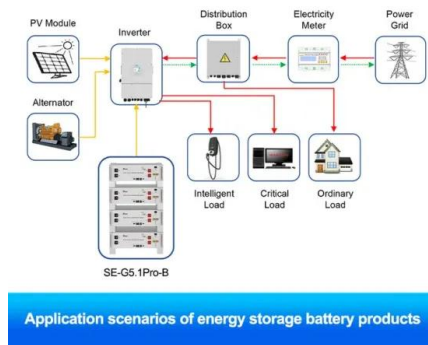 PV Module
Inverter
Distribution
Box
Electricity
Meter
Power
Grid
Alternator
Intelligent
Load
Critical
Load
Ordinary
Load
SE-G5.1Pro-B
Application scenarios of energy storage battery products